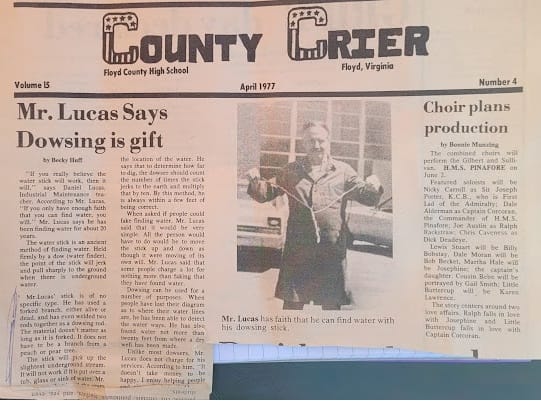 COUNTY CRIER
Floyd County High School
Floyd, Virginia
Volume 15
April 1977
Number 4
Mr. Lucas Says
Dowsing is gift
by Becky Huff
"If you really believe the
water stick will work, then it
will," says Daniel Lucas,
Industrial Maintenance tea-
cher. According to Mr. Lucas,
"If you only have enough faith
that you can find water, you
will." Mr. Lucas says he has
been finding water for about 20
years.
The water stick is an ancient
method of finding water. Held
firmly by a dow (water finder),
the point of the stick will jerk
and pull sharply to the ground
when there is underground
water.
Mr.Lucas' stick is of no
specific type. He has used a
forked branch, either alive or
dead, and has even welded two
rods together as a dowsing rod.
The material doesn't matter as
long as it is forked. It does not
have to be a branch from a
peach or pear tree.
The stick will pick up the
slightest underground stream.
It will not work if it is put over a
tub, glass or sink of water. Mr.
the location of the water. He
says that to determine how far
to dig, the dowser should count
the number of times the stick
jerks to the earth and multiply
that by ten. By this method, he
is always within a few feet of
being correct.
When asked if people could
fake finding water, Mr. Lucas
said that it would be very
simple. All the person would
have to do would be to move
the stick up and down as
though it were moving of its
own will. Mr. Lucas said that
some people charge a lot for
nothing more than faking that
they have found water.
Dowsing can be used for a
number of purposes. When
people have lost their diagram
as to where their water lines
are, he has been able to detect
the water ways. He has also
found water not more than
twenty feet from where a dry
well has been made.
Unlike most dowsers, Mr.
Lucas does not charge for his
services. According to him, "It
doesn't take money to be
happy. I enjoy helping people
Mr. Lucas has faith that he can find water with
his dowsing stick.
Choir plans
production
by Bonnie Munzing
The combined choirs will
perform the Gilbert and Sulli-
van, H.M.S. PINAFORE on
June 2.
Featured soloists will be
Nicky Carroll as Sir Joseph
Porter, K.C.B., who is First
Lad of the Admiralty; Dale
Alderman as Captain Corcoran,
the Commander of H.M.S.
Pinafore; Joe Austin as Ralph
Rackstraw; Chris Caveness as
Dick Deadeye.
Lewis Stuart will be Billy
Bobstay, Dale Moran will be
Bob Becket, Martha Hale will
be Josephine; the captain's
daughter. Cousin Bebe will be
portrayed by Gail Smith; Little
Buttercup will be Karen
Lawrence.
The story centers around two
love affairs. Ralph falls in love
with Josephine and Little
Buttercup falls in love with
Captain Corcoran.